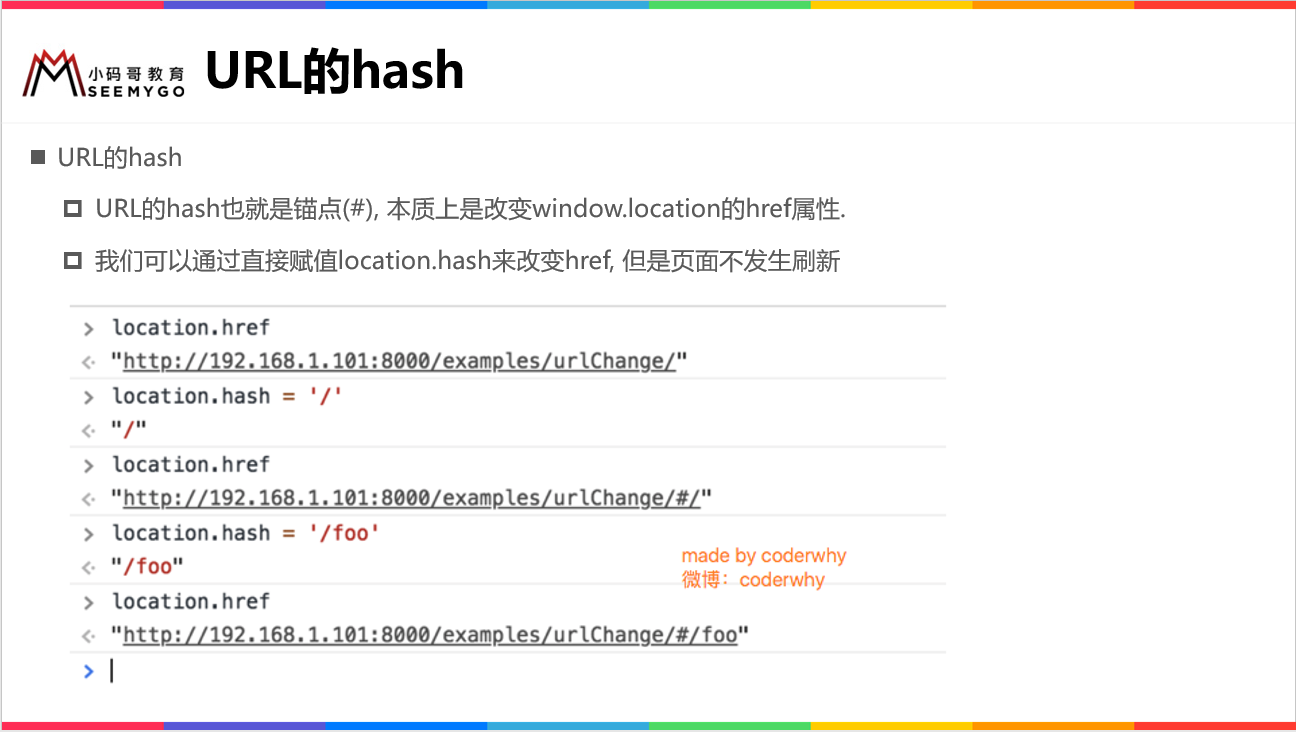 小码哥教育
SEEMYGO
URL的hash
URL的hash
URL的hash也就是锚点(#), 本质上是改变window.location的href属性.
我们可以通过直接赋值location.hash来改变href, 但是页面不发生刷新
> location.href
<· "http://192.168.1.101:8000/examples/urlChange/"
> location.hash = '/'
<· "/"
> location.href
<· "http://192.168.1.101:8000/examples/urlChange/#/"
> location.hash = '/foo'
<· "/foo"
made by coderwhy
微博：coderwhy
> location.href
<· "http://192.168.1.101:8000/examples/urlChange/#/foo"
>